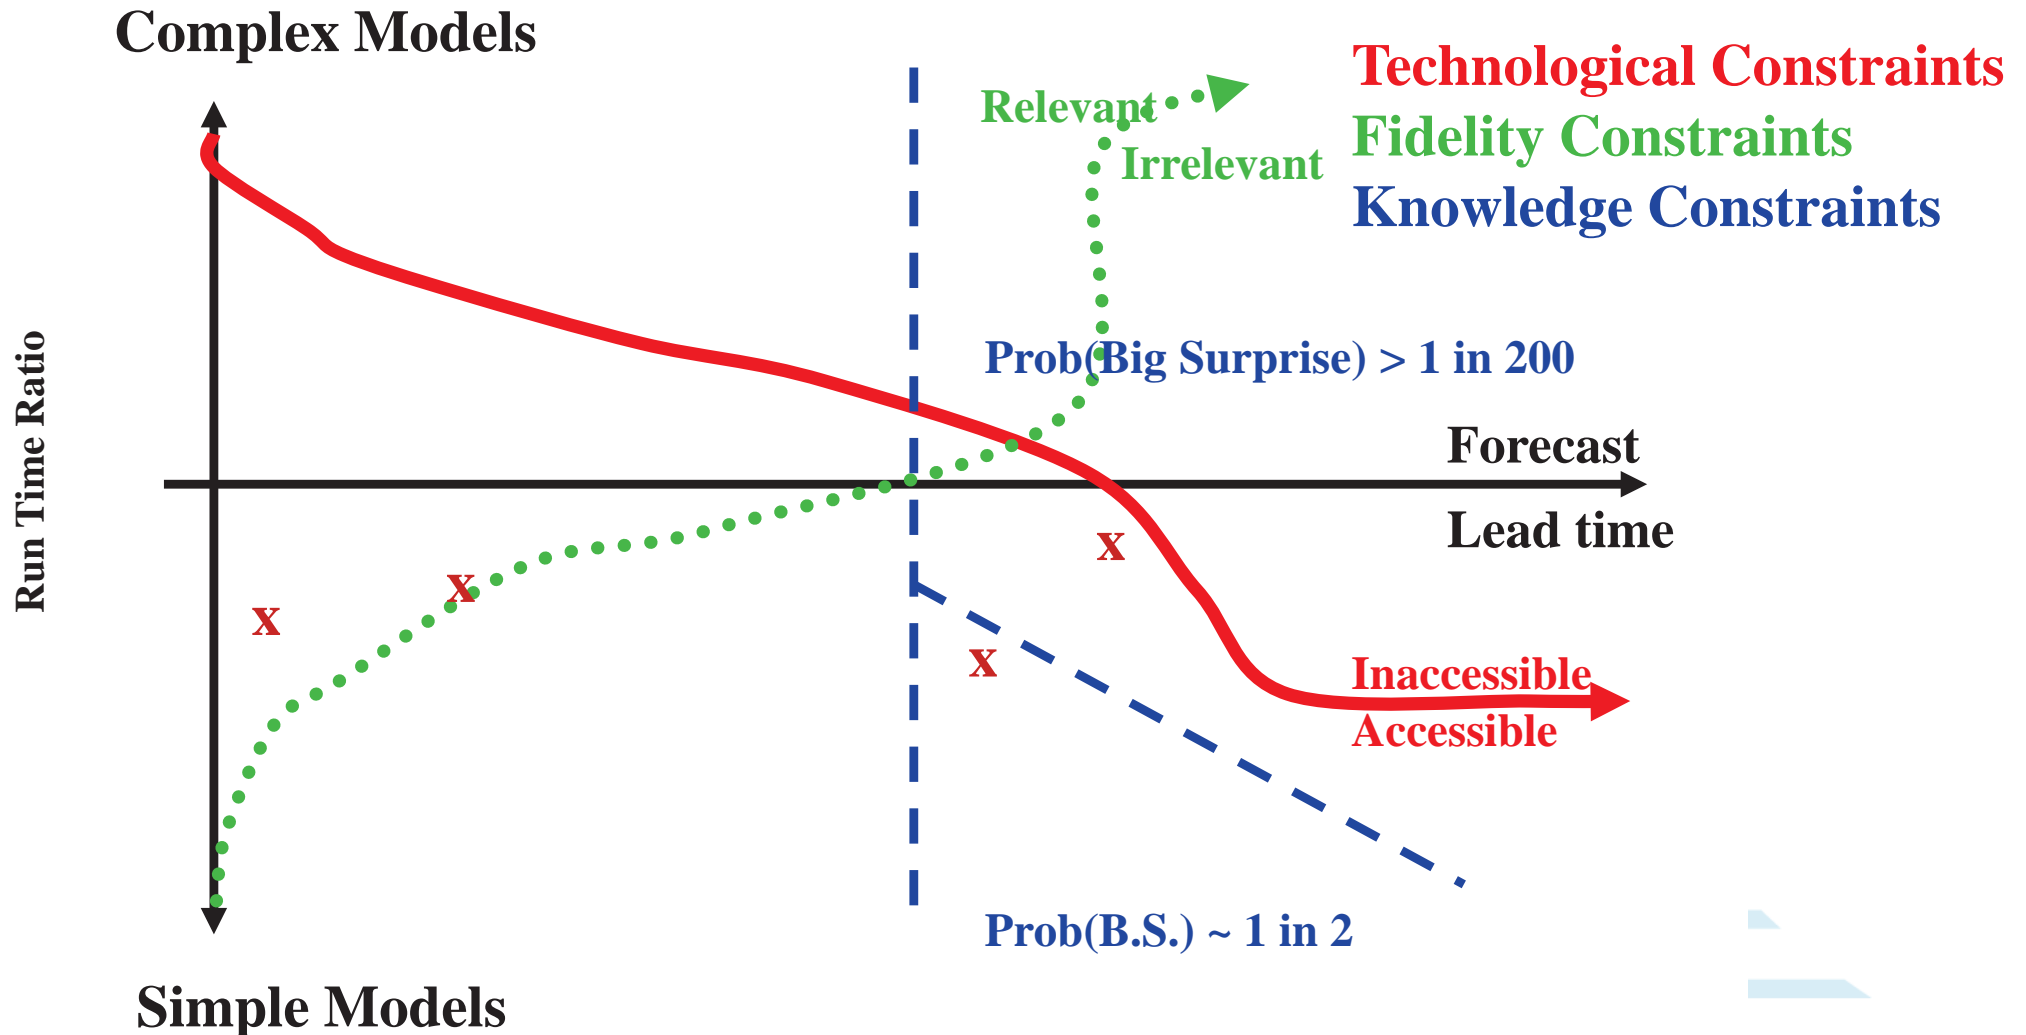 Complex Models
Technological Constraints
Fidelity Constraints
Knowledge Constraints
Relevant
Irrelevant
Prob(Big Surprise) > 1 in 200
Run Time Ratio
Forecast
Lead time
x
x
x
x
Inaccessible
Accessible
Prob(B.S.) ~ 1 in 2
Simple Models